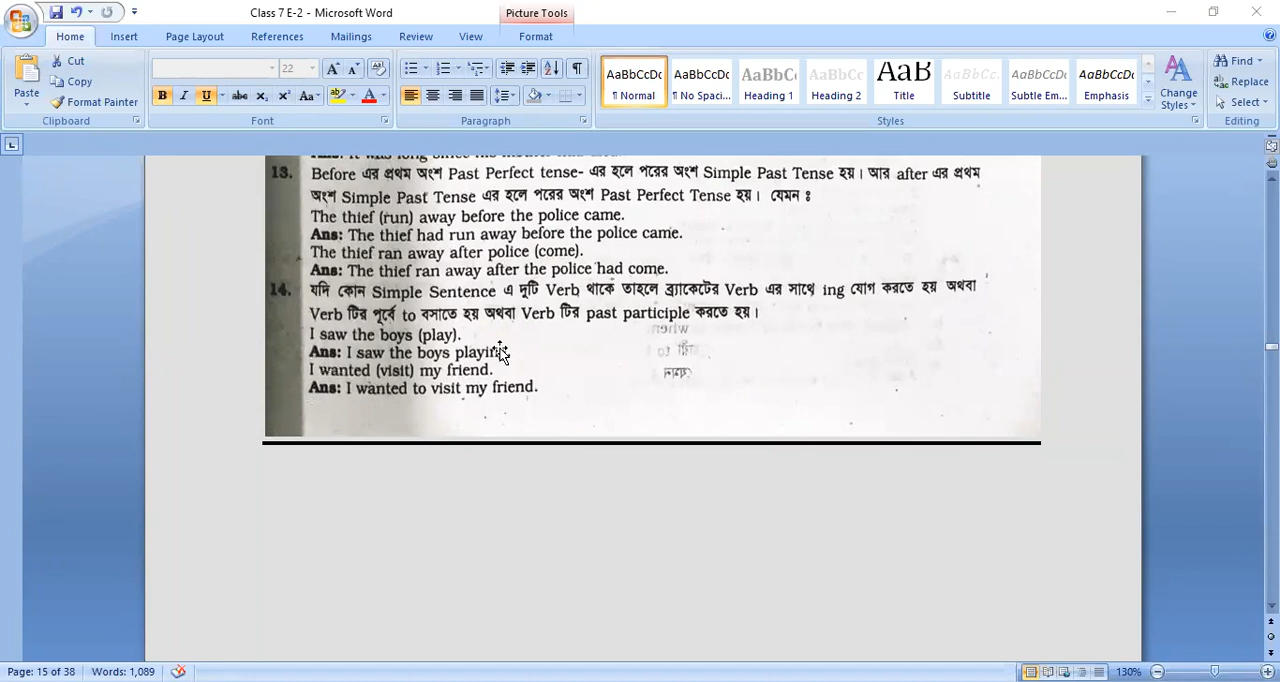 Class 7 E-2 - Microsoft Word
Picture Tools
Home Insert Page Layout References Mailings Review View Format
Paste
Cut
Copy
Format Painter
Clipboard
22
B I U abc X₂ X² Aa
Font
Paragraph
AaBbCcDc AaBbCcDc AaBbC AaBbCc AaB AaBbCc. AaBbCcDc AaBbCcDc
¶ Normal ¶ No Spaci... Heading 1 Heading 2 Title Subtitle Subtle Em... Emphasis
Styles
Change Styles
Find
Replace
Select
Editing
13. Before এর প্রথম অংশ Past Perfect tense- এর হলে পরের অংশ Simple Past Tense হয়। আর after এর প্রথম
অংশ Simple Past Tense এর হলে পরের অংশ Past Perfect Tense হয়। যেমন ঃ
The thief (run) away before the police came.
Ans: The thief had run away before the police came.
The thief ran away after police (come).
Ans: The thief ran away after the police had come.
14. যদি কোন Simple Sentence এ দুটি Verb থাকে তাহলে ব্র্যাকেটের Verb এর সাথে ing যোগ করতে হয় অথবা
Verb টির পূর্বে to বসাতে হয় অথবা Verb টির past participle করতে হয়।
I saw the boys (play).
Ans: I saw the boys
I wanted (visit) my friend.
Ans: I wanted to visit my friend.
Page: 15 of 38 Words: 1,089 130%